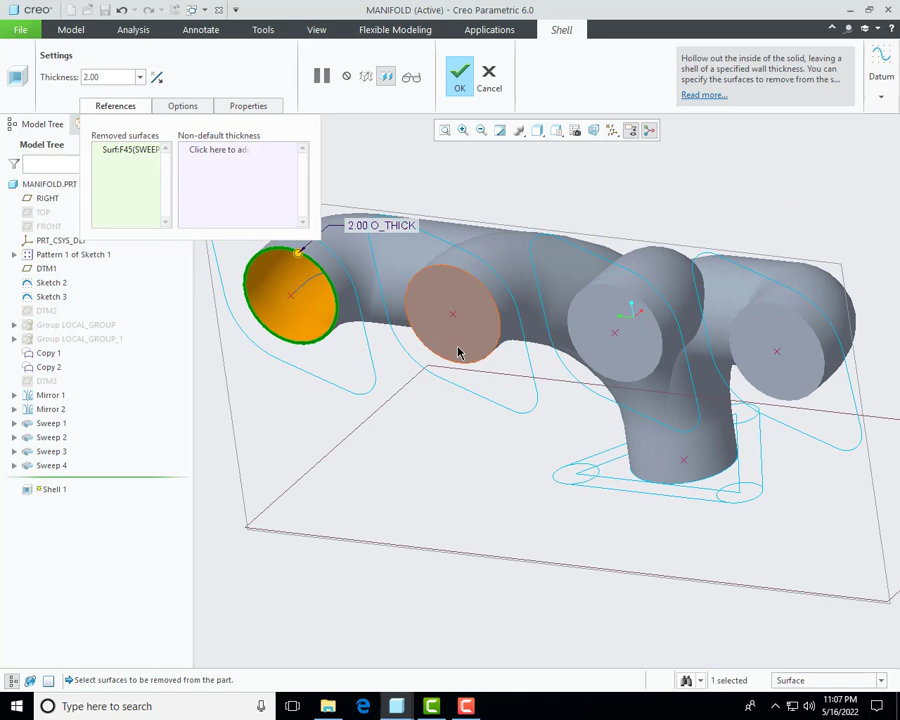 creo
MANIFOLD (Active) - Creo Parametric 6.0
File
Model
Analysis
Annotate
Tools
View
Flexible Modeling
Applications
Shell
Settings
Thickness: 2.00
OK
Cancel
Hollow out the inside of the solid, leaving a
shell of a specified wall thickness. You can
specify the surfaces to remove from the s...
Read more...
Datum
References
Options
Properties
Model Tree
Removed surfaces
Non-default thickness
Surf:F45(SWEEP
Click here to ad
Model Tree
MANIFOLD.PRT
RIGHT
TOP
FRONT
PRT_CSYS_DEF
Pattern 1 of Sketch 1
DTM1
Sketch 2
Sketch 3
DTM2
Group LOCAL_GROUP
Group LOCAL_GROUP_1
Copy 1
Copy 2
DTM3
Mirror 1
Mirror 2
Sweep 1
Sweep 2
Sweep 3
Sweep 4
Shell 1
2.00 O_THICK
Select surfaces to be removed from the part.
1 selected
Surface
Type here to search
11:07 PM
5/16/2022